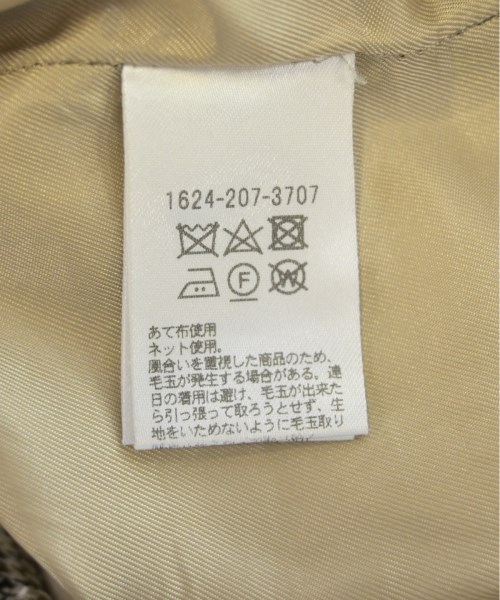 1624-207-3707
F
W
あて布使用
ネット使用。
風合いを重視した商品のため、
毛玉が発生する場合がある。連
日の着用は避け、毛玉が出来た
ら引っ張って取ろうとせず、生
地をいためないように毛玉取り